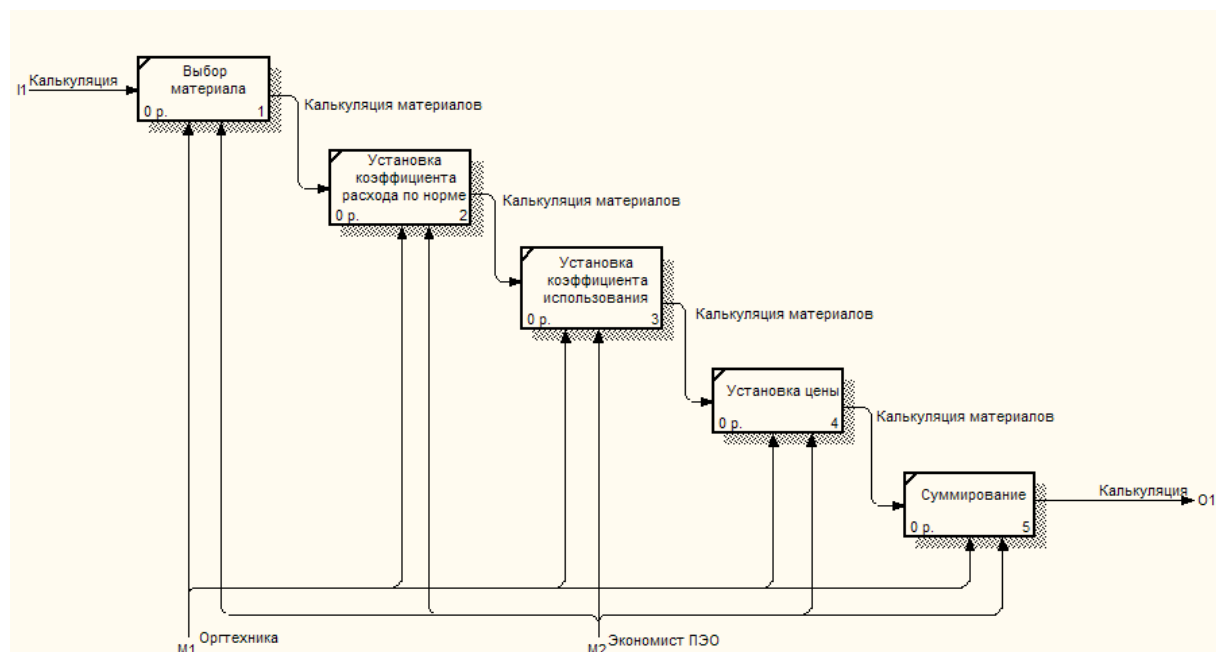 I1 Калькуляция
Выбор
материала
0 р. 1
Калькуляция материалов
Установка
коэффициента
расхода по норме
0 р. 2
Калькуляция материалов
Установка
коэффициента
использования
0 р. 3
Калькуляция материалов
Установка цены
0 р. 4
Калькуляция материалов
Суммирование
0 р. 5
Калькуляция O1
M1 Оргтехника
M2 Экономист ПЭО